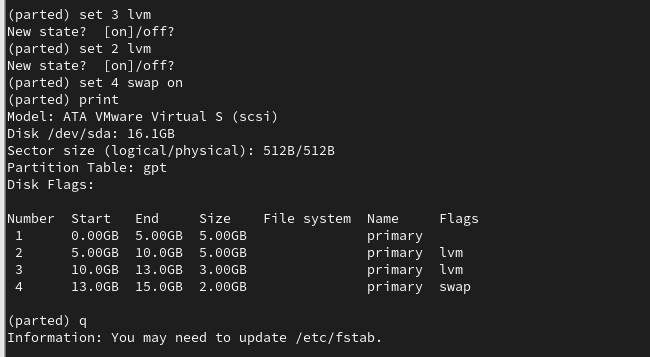 (parted) set 3 lvm
New state?  [on]/off?
(parted) set 2 lvm
New state?  [on]/off?
(parted) set 4 swap on
(parted) print
Model: ATA VMware Virtual S (scsi)
Disk /dev/sda: 16.1GB
Sector size (logical/physical): 512B/512B
Partition Table: gpt
Disk Flags:

Number  Start   End     Size    File system  Name     Flags
 1      0.00GB  5.00GB  5.00GB               primary
 2      5.00GB  10.0GB  5.00GB               primary  lvm
 3      10.0GB  13.0GB  3.00GB               primary  lvm
 4      13.0GB  15.0GB  2.00GB               primary  swap

(parted) q
Information: You may need to update /etc/fstab.